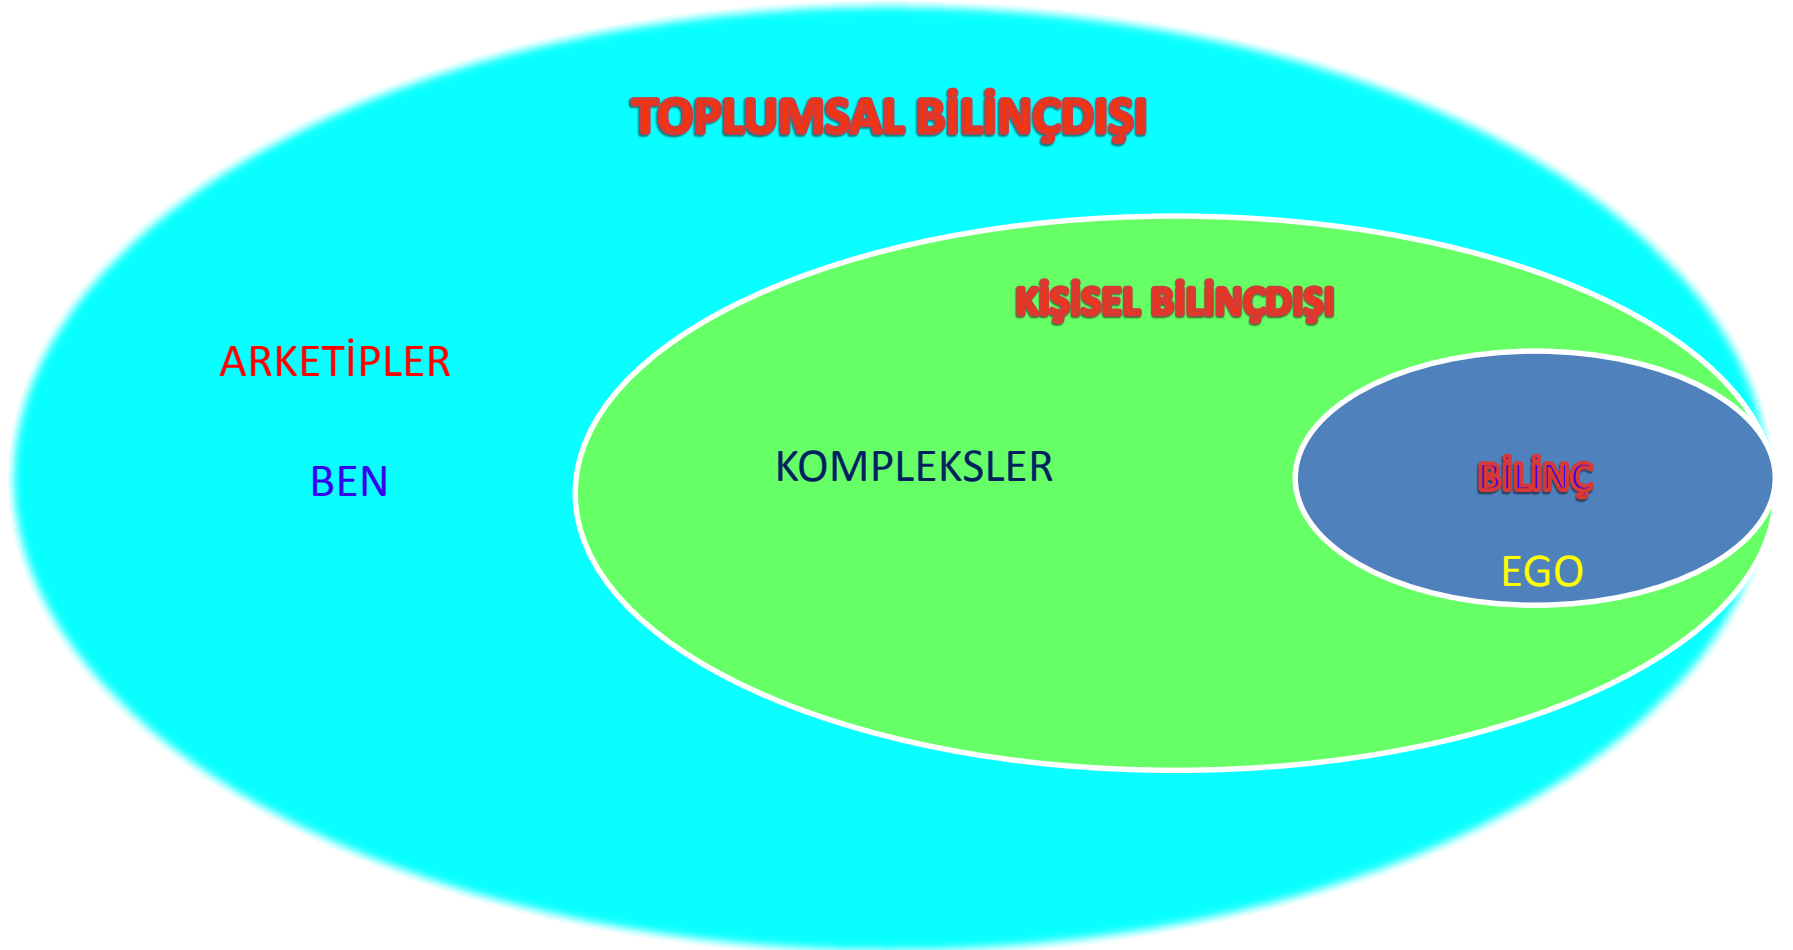 TOPLUMSAL BİLİNÇDIŞI
KİŞİSEL BİLİNÇDIŞI
ARKETİPLER
KOMPLEKSLER
BİLİNÇ
BEN
EGO